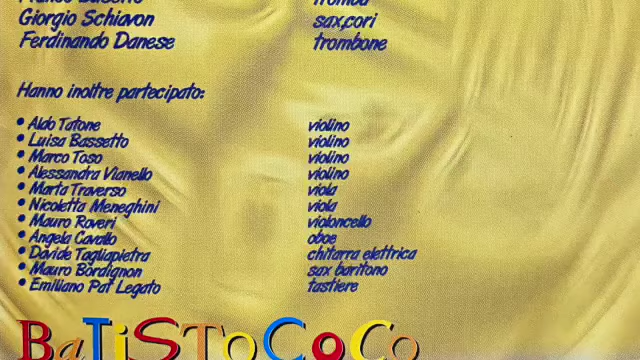 Giorgio Schiavon sax,cori
Ferdinando Danese trombone
Hanno inoltre partecipato:
• Aldo Tatone violino
• Luisa Bassetto violino
• Marco Toso violino
• Alessandra Vianello violino
• Marta Traverso viola
• Nicoletta Meneghini viola
• Mauro Roveri violoncello
• Angela Cavallo oboe
• Davide Tagliapietra chitarra elettrica
• Mauro Bordignon sax baritono
• Emiliano Pat Legato tastiere
BaTiSToCoCo